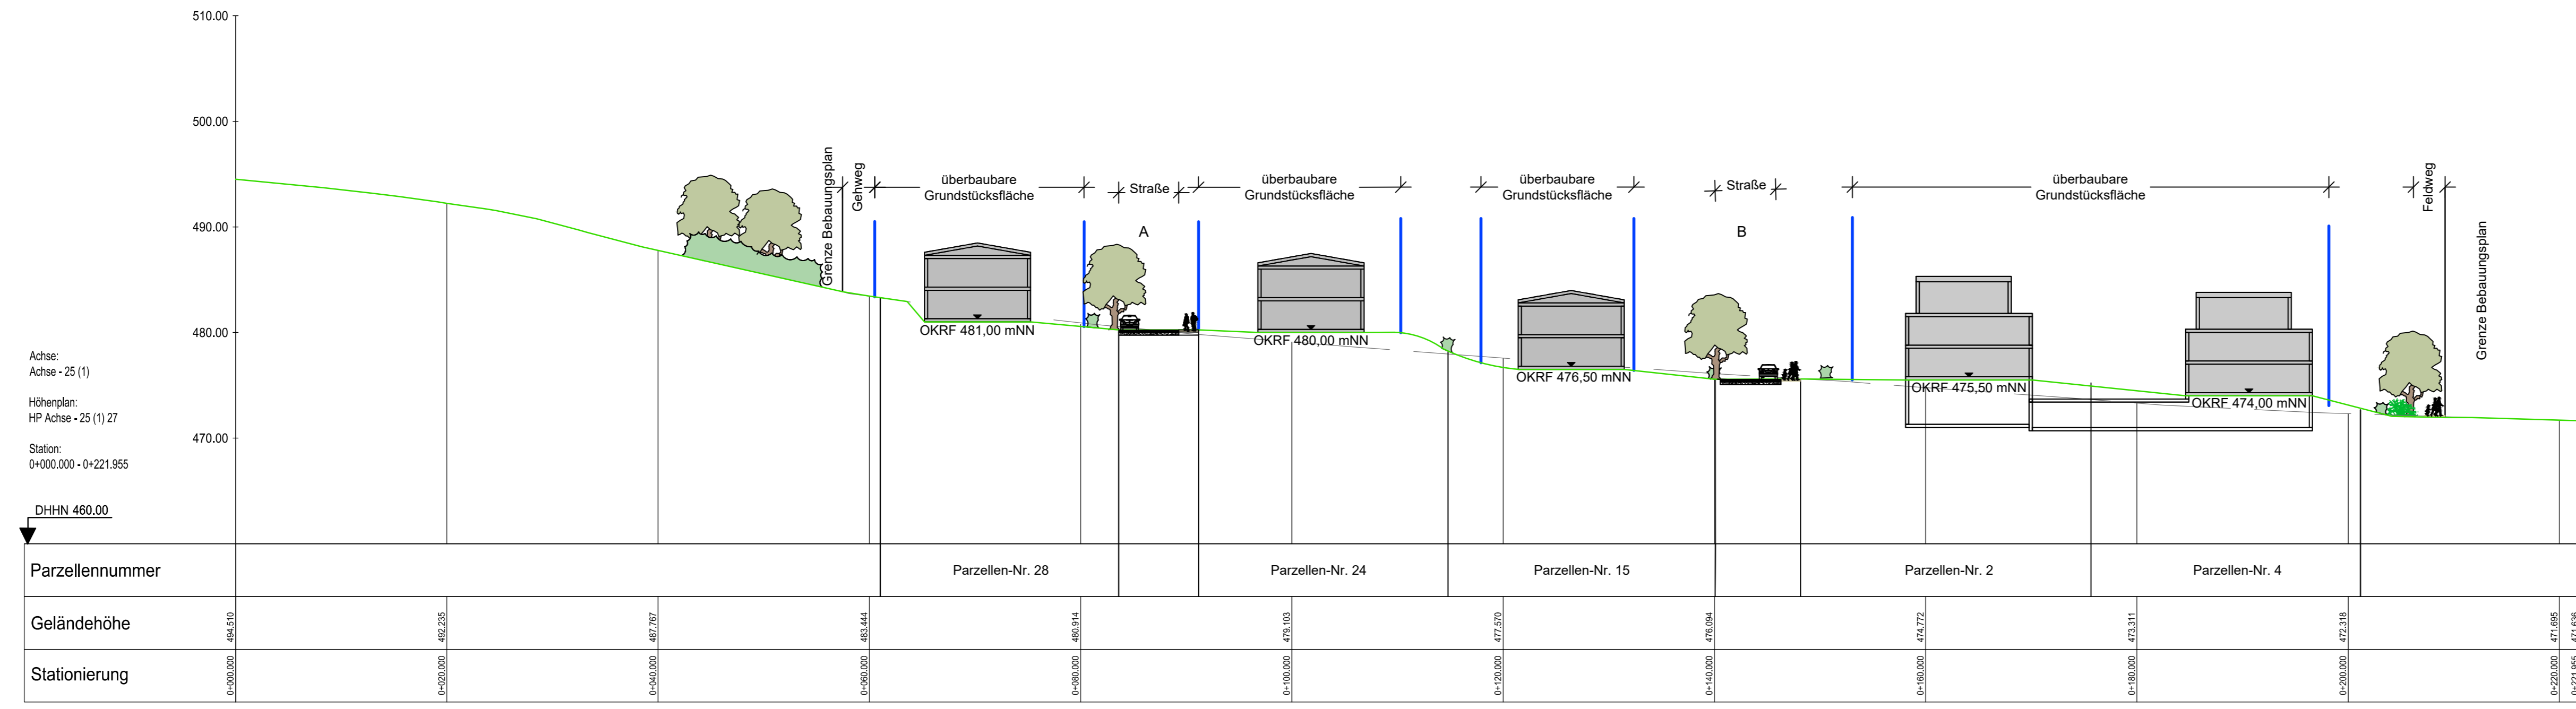 510.00
500.00
490.00
480.00
470.00
Achse:
Achse - 25 (1)
Höhenplan:
HP Achse - 25 (1) 27
Station:
0+000.000 - 0+221.955
DHHN 460.00
Grenze Bebauungsplan
Gehweg
überbaubare
Grundstücksfläche
Straße
A
überbaubare
Grundstücksfläche
überbaubare
Grundstücksfläche
Straße
B
überbaubare
Grundstücksfläche
Feldweg
Grenze Bebauungsplan
OKRF 481,00 mNN
OKRF 480,00 mNN
OKRF 476,50 mNN
OKRF 475,50 mNN
OKRF 474,00 mNN
Parzellennummer
Parzellen-Nr. 28
Parzellen-Nr. 24
Parzellen-Nr. 15
Parzellen-Nr. 2
Parzellen-Nr. 4
Geländehöhe
494.510
492.235
487.767
483.444
480.914
479.103
477.570
476.094
474.772
473.311
472.318
471.695
471.636
Stationierung
0+000.000
0+020.000
0+040.000
0+060.000
0+080.000
0+100.000
0+120.000
0+140.000
0+160.000
0+180.000
0+200.000
0+220.000
0+221.955